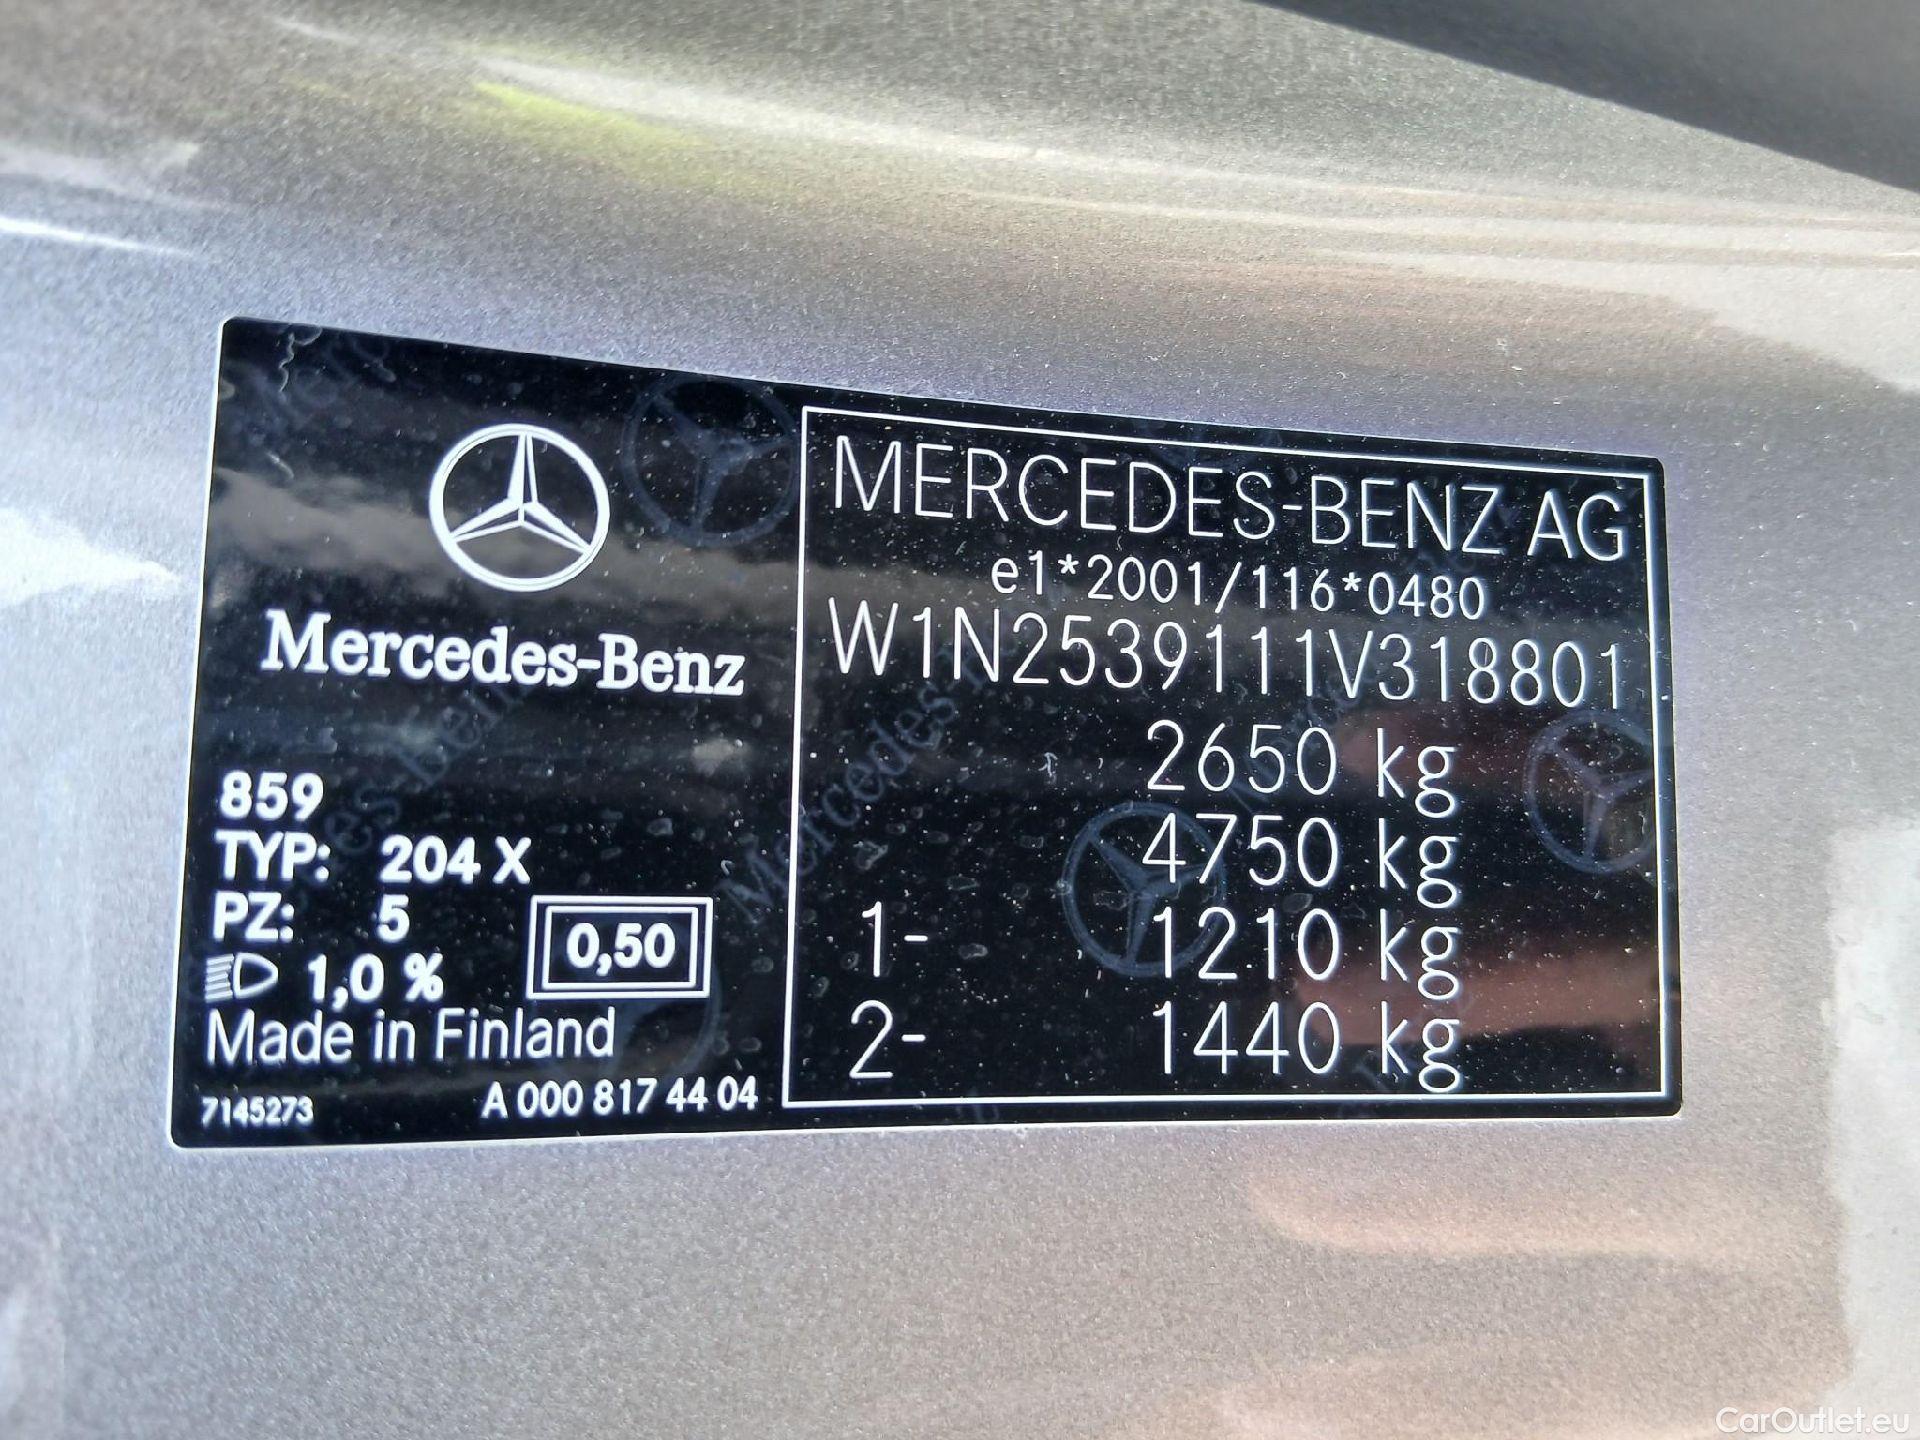 Mercedes-Benz
859
TYP: 204 X
PZ: 5
1,0 %
0,50
Made in Finland
7145273 A 000 817 44 04
MERCEDES-BENZ AG
e1*2001/116*0480
W1N2539111V318801
2650 kg
4750 kg
1- 1210 kg
2- 1440 kg
CarOutlet.eu